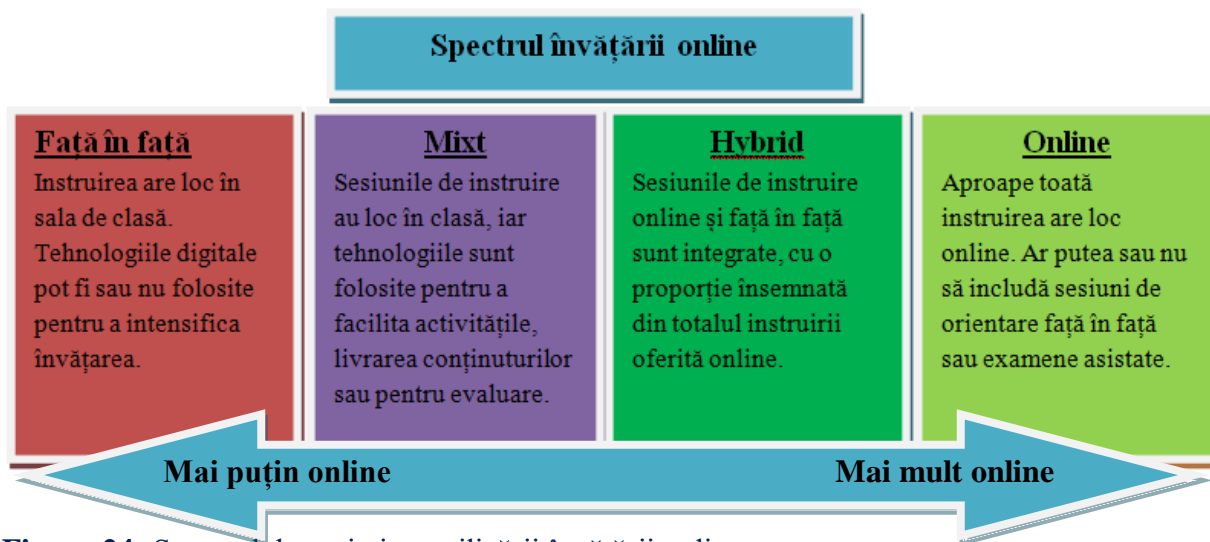 Spectrul învățării online
Față în față
Instruirea are loc în
sala de clasă.
Tehnologiile digitale
pot fi sau nu folosite
pentru a intensifica
învățarea.
Mixt
Sesiunile de instruire
au loc în clasă, iar
tehnologiile sunt
folosite pentru a
facilita activitățile,
livrarea conținuturilor
sau pentru evaluare.
Hybrid
Sesiunile de instruire
online și față în față
sunt integrate, cu o
proporție însemnată
din totalul instruirii
oferită online.
Online
Aproape toată
instruirea are loc
online. Ar putea sau nu
să includă sesiuni de
orientare față în față
sau examene asistate.
Mai puțin online
Mai mult online